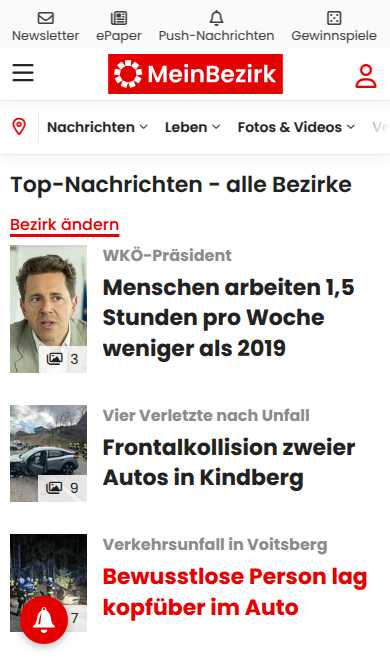 Newsletter ePaper Push-Nachrichten Gewinnspiele
MeinBezirk
Nachrichten Leben Fotos & Videos
Top-Nachrichten - alle Bezirke
Bezirk ändern
WKÖ-Präsident
Menschen arbeiten 1,5
Stunden pro Woche
weniger als 2019
3
Vier Verletzte nach Unfall
Frontalkollision zweier
Autos in Kindberg
9
Verkehrsunfall in Voitsberg
Bewusstlose Person lag
kopfüber im Auto
7